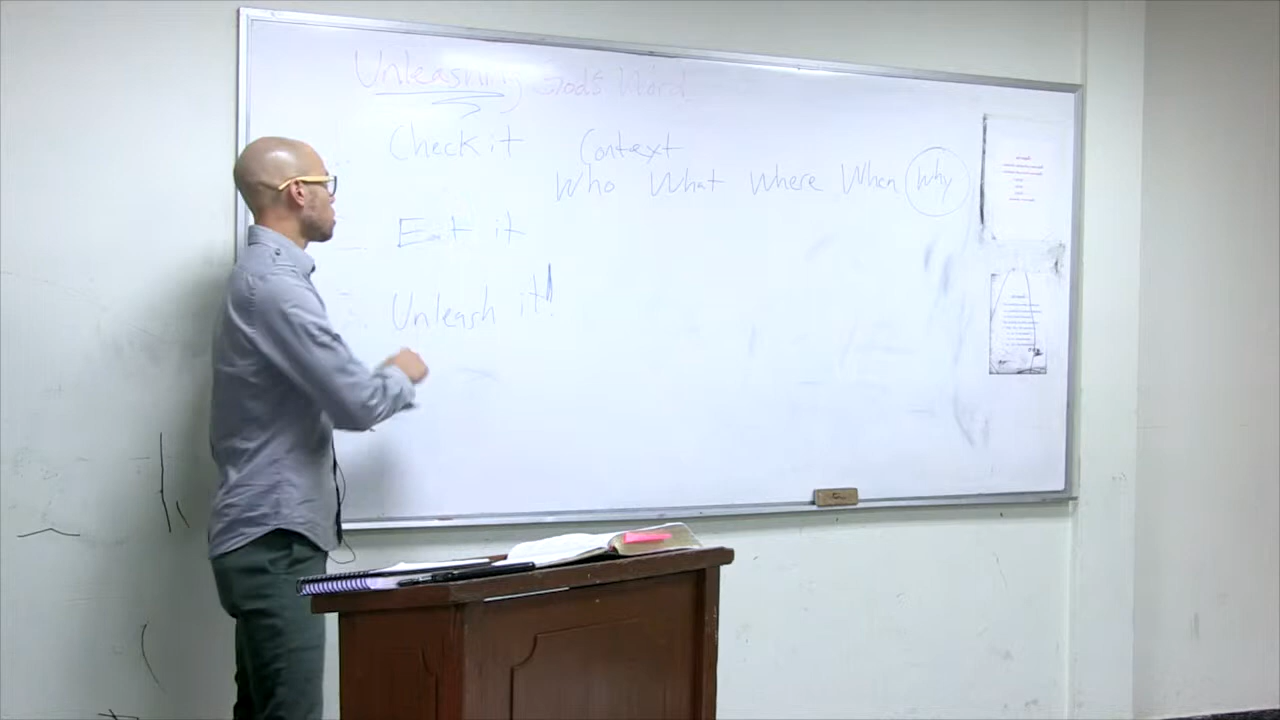 Unleashing God's Word
Check it Context
Who What Where When Why
Eat it
Unleash it!